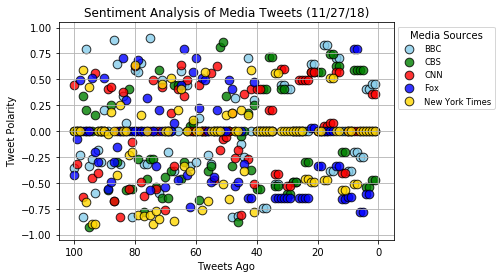 Sentiment Analysis of Media Tweets (11/27/18)
Media Sources
BBC
CBS
CNN
Fox
New York Times
Tweet Polarity
1.00
0.75
0.50
0.25
0.00
−0.25
−0.50
−0.75
−1.00
100 80 60 40 20 0
Tweets Ago